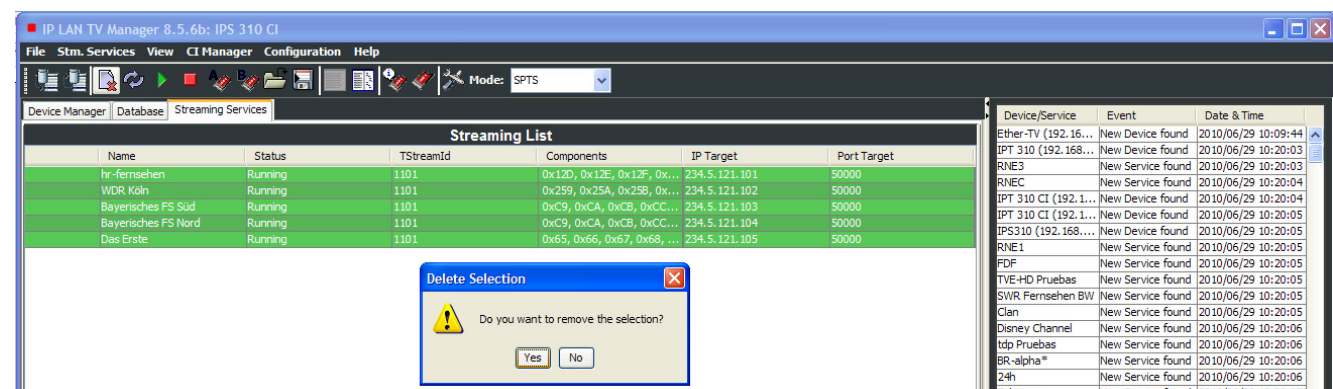 IP LAN TV Manager 8.5.6b: IPS 310 CI
File Stm. Services View CI Manager Configuration Help
Mode: SPTS
Device Manager Database Streaming Services
Streaming List
Name Status TStreamId Components IP Target Port Target
hr-fernsehen Running 1101 0x12D, 0x12E, 0x12F, 0x... 234.5.121.101 50000
WDR Köln Running 1101 0x259, 0x25A, 0x25B, 0x... 234.5.121.102 50000
Bayerisches FS Süd Running 1101 0xC9, 0xCA, 0xCB, 0xCC... 234.5.121.103 50000
Bayerisches FS Nord Running 1101 0xC9, 0xCA, 0xCB, 0xCC... 234.5.121.104 50000
Das Erste Running 1101 0x65, 0x66, 0x67, 0x68, ... 234.5.121.105 50000
Delete Selection
Do you want to remove the selection?
Yes No
Device/Service Event Date & Time
Ether-TV (192.16... New Device found 2010/06/29 10:09:44
IPT 310 (192.168... New Device found 2010/06/29 10:20:03
RNE3 New Service found 2010/06/29 10:20:03
RNEC New Service found 2010/06/29 10:20:04
IPT 310 CI (192.1... New Device found 2010/06/29 10:20:04
IPT 310 CI (192.1... New Device found 2010/06/29 10:20:05
IPS310 (192.168.... New Device found 2010/06/29 10:20:05
RNE1 New Service found 2010/06/29 10:20:05
FDF New Service found 2010/06/29 10:20:05
TVE-HD Pruebas New Service found 2010/06/29 10:20:05
SWR Fernsehen BW New Service found 2010/06/29 10:20:05
Clan New Service found 2010/06/29 10:20:05
Disney Channel New Service found 2010/06/29 10:20:06
tdp Pruebas New Service found 2010/06/29 10:20:06
BR-alpha* New Service found 2010/06/29 10:20:06
24h New Service found 2010/06/29 10:20:06